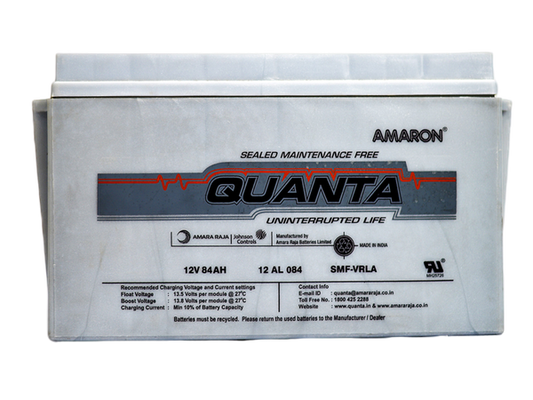 AMARON®
SEALED MAINTENANCE FREE
QUANTA
UNINTERRUPTED LIFE
AMARA RAJA | Johnson Controls | Manufactured by Amara Raja Batteries Limited MADE IN INDIA
12V 84AH 12 AL 084 SMF-VRLA
Recommended Charging Voltage and Current settings
Float Voltage : 13.5 Volts per module @ 27°C
Boost Voltage : 13.8 Volts per module @ 27°C
Charging Current : Min 10% of Battery Capacity
Contact Info
E-mail ID : quanta@amararaja.co.in
Toll Free No. : 1800 425 2288
Website : www.quanta.in & www.amararaja.co.in
Batteries must be recycled. Please return the used batteries to the Manufacturer / Dealer